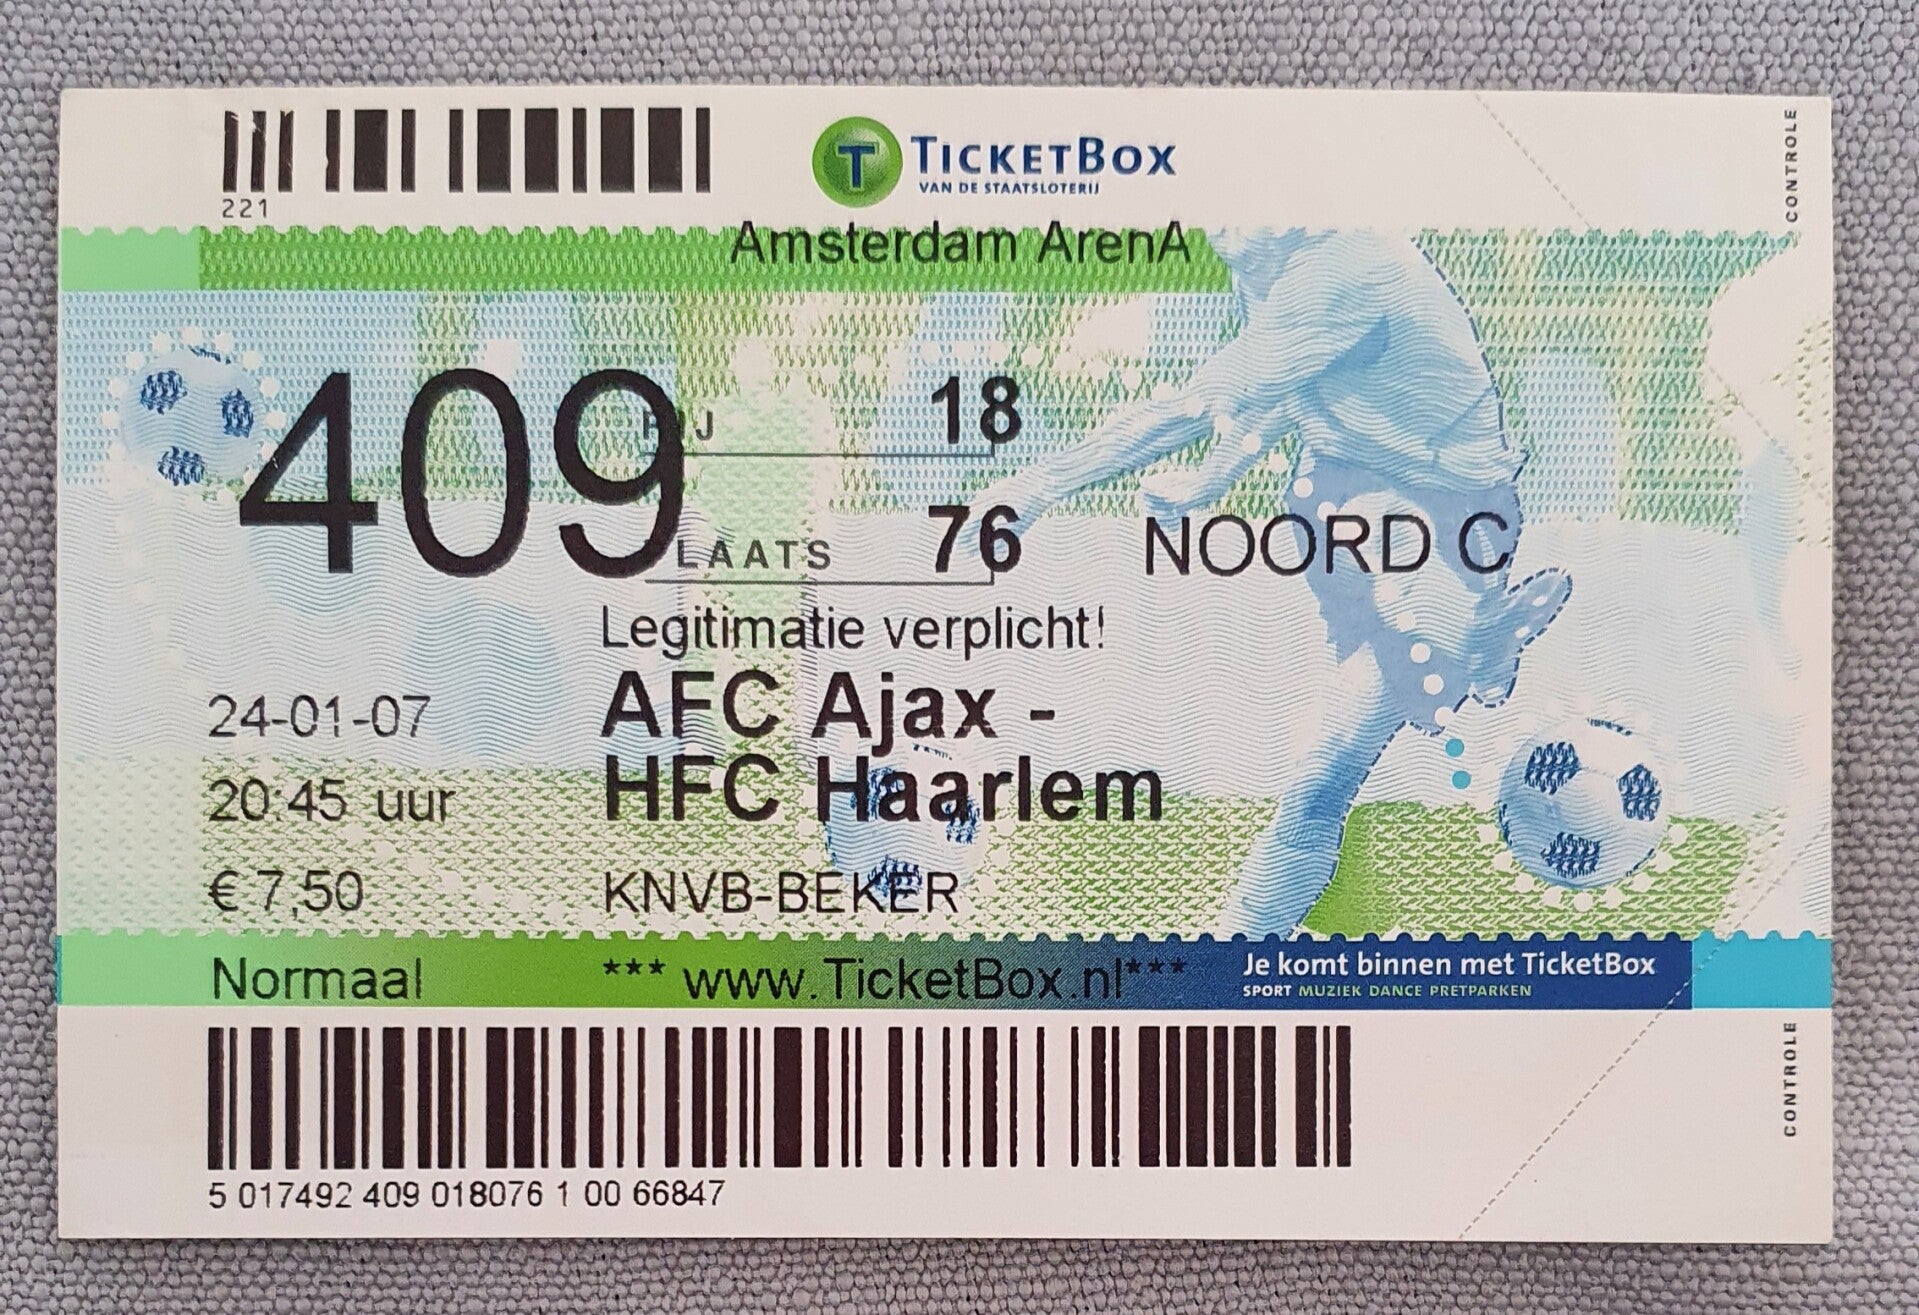 221
T TICKETBOX
VAN DE STAATSLOTERIJ
CONTROLE
Amsterdam ArenA
409 RIJ 18
PLAATS 76 NOORD C
Legitimatie verplicht!
24-01-07 AFC Ajax -
20:45 uur HFC Haarlem
€ 7,50 KNVB-BEKER
Normaal *** www.TicketBox.nl***
Je komt binnen met TicketBox
SPORT MUZIEK DANCE PRETPARKEN
CONTROLE
5 017492 409 018076 1 00 66847